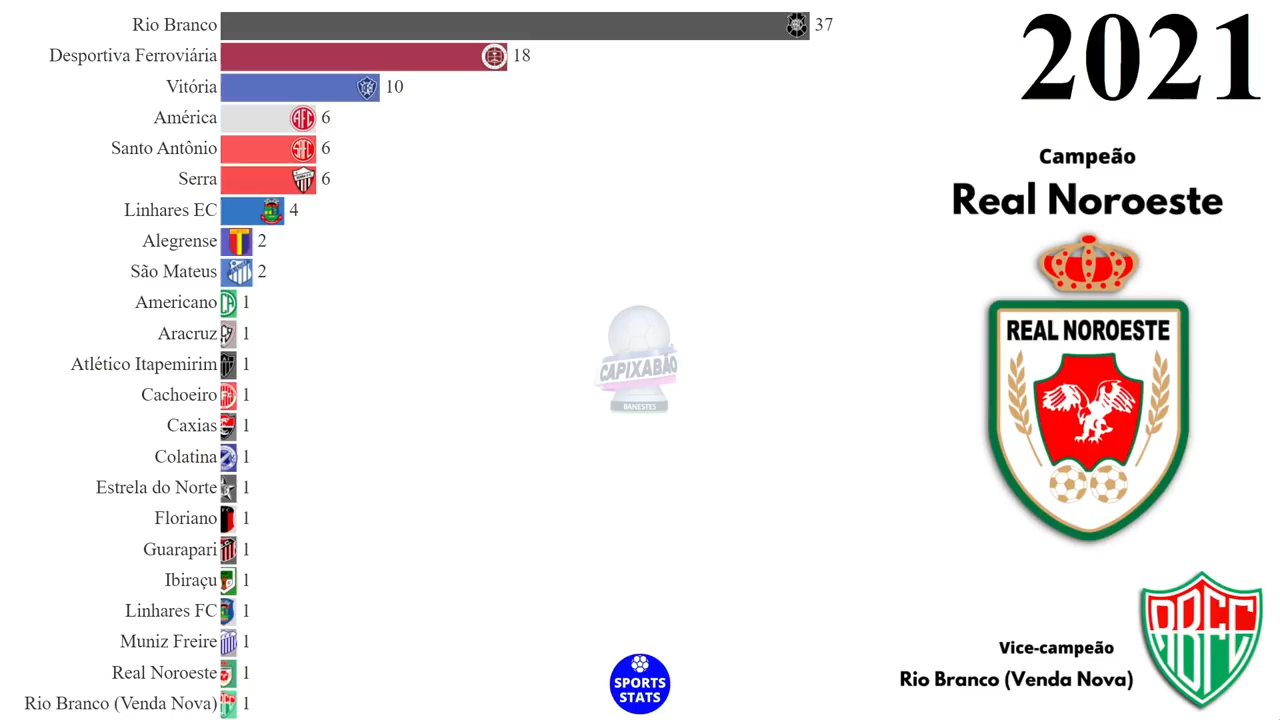 Rio Branco 37
Desportiva Ferroviária 18
Vitória 10
América 6
Santo Antônio 6
Serra 6
Linhares EC 4
Alegrense 2
São Mateus 2
Americano 1
Aracruz 1
Atlético Itapemirim 1
Cachoeiro 1
Caxias 1
Colatina 1
Estrela do Norte 1
Floriano 1
Guarapari 1
Ibiraçu 1
Linhares FC 1
Muniz Freire 1
Real Noroeste 1
Rio Branco (Venda Nova) 1
CAPIXABÃO
BANESTES
SPORTS
STATS
2021
Campeão
Real Noroeste
REAL NOROESTE
Vice-campeão
Rio Branco (Venda Nova)
RBFC